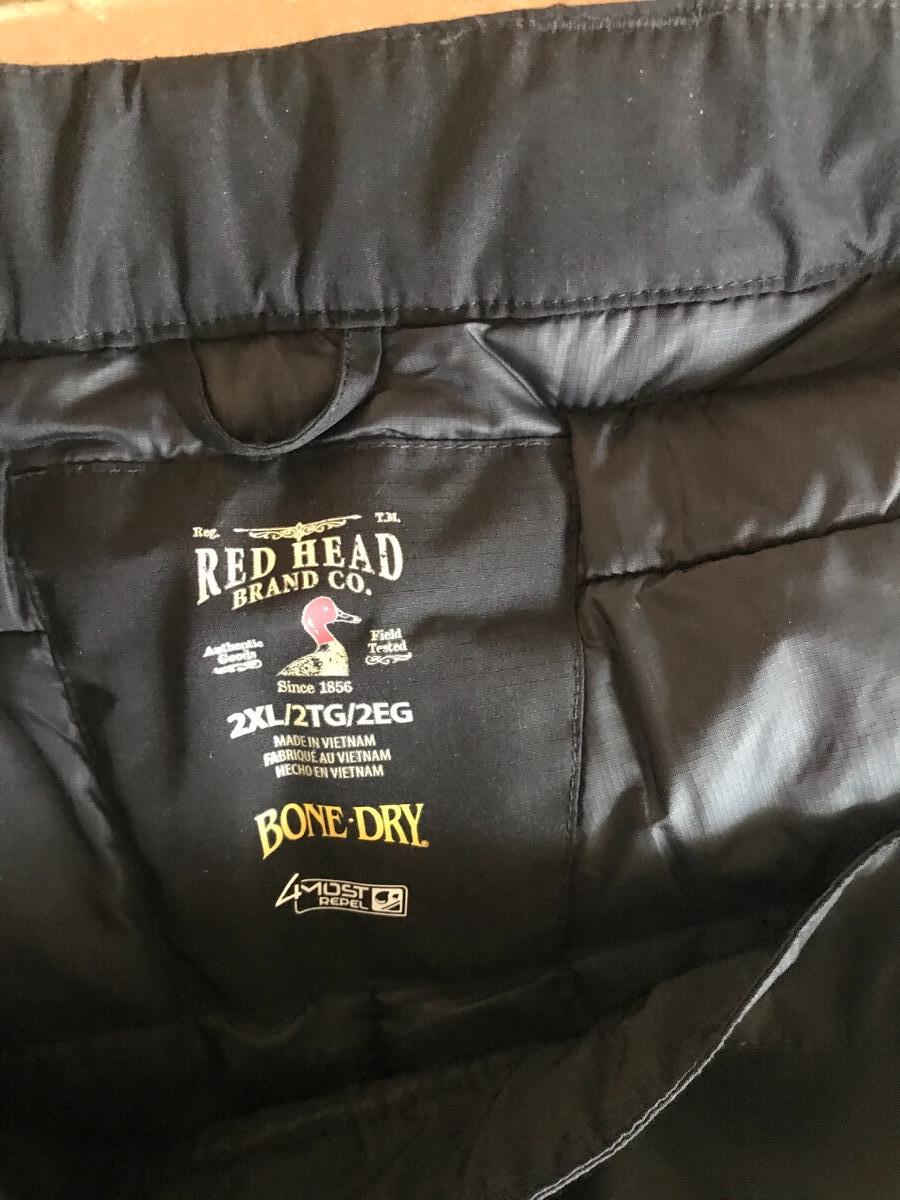 Reg. T.M.
RED HEAD
BRAND CO.
Authentic Goods
Field Tested
Since 1856
2XL/2TG/2EG
MADE IN VIETNAM
FABRIQUÉ AU VIETNAM
HECHO EN VIETNAM
BONE·DRY®
4MOST
REPEL